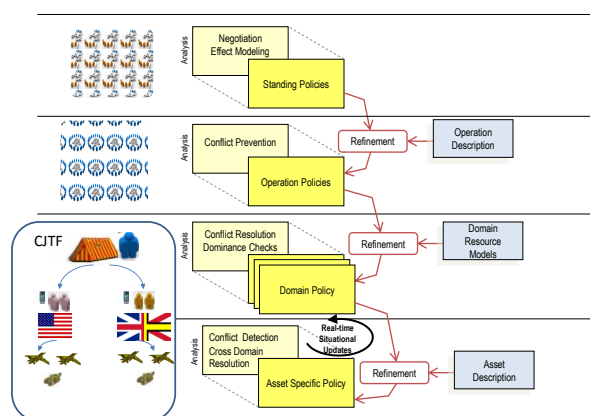 Analysis
Negotiation
Effect Modeling
Standing Policies
Analysis
Conflict Prevention
Operation Policies
Refinement
Operation
Description
CJTF
Analysis
Conflict Resolution
Dominance Checks
Domain Policy
Refinement
Domain
Resource
Models
Real-time
Situational
Updates
Analysis
Conflict Detection
Cross Domain
Resolution
Asset Specific Policy
Refinement
Asset
Description